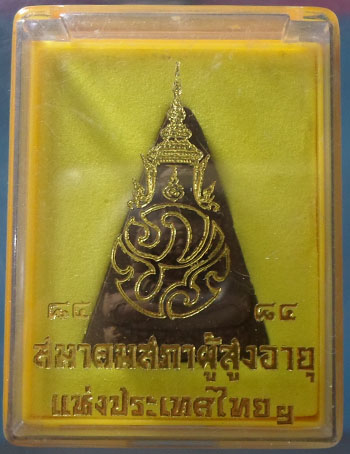 ๘๔ ๘๔
สมาคมสภาผู้สูงอายุ
แห่งประเทศไทยฯ